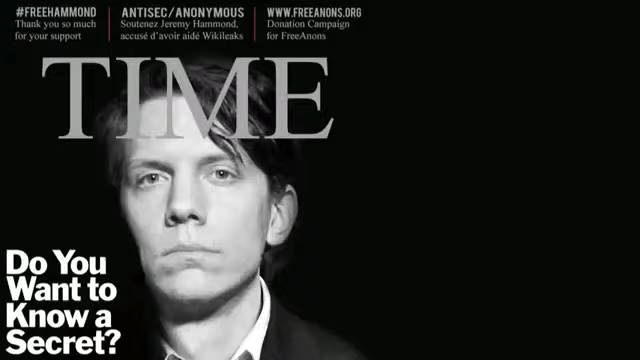 #FREEHAMMOND
Thank you so much
for your support
ANTISEC/ANONYMOUS
Soutenez Jeremy Hammond,
accusé d'avoir aidé Wikileaks
WWW.FREEANONS.ORG
Donation Campaign
for FreeAnons
TIME
Do You
Want to
Know a
Secret?